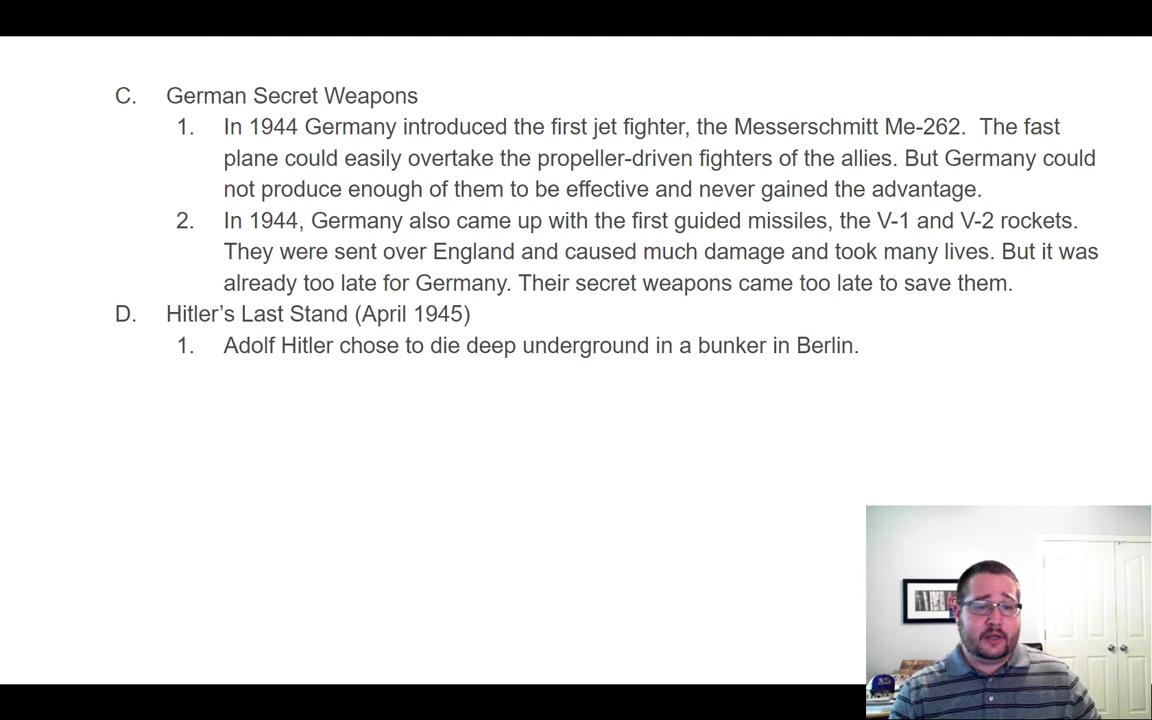 C. German Secret Weapons
1. In 1944 Germany introduced the first jet fighter, the Messerschmitt Me-262.  The fast
plane could easily overtake the propeller-driven fighters of the allies. But Germany could
not produce enough of them to be effective and never gained the advantage.
2. In 1944, Germany also came up with the first guided missiles, the V-1 and V-2 rockets.
They were sent over England and caused much damage and took many lives. But it was
already too late for Germany. Their secret weapons came too late to save them.
D. Hitler’s Last Stand (April 1945)
1. Adolf Hitler chose to die deep underground in a bunker in Berlin.